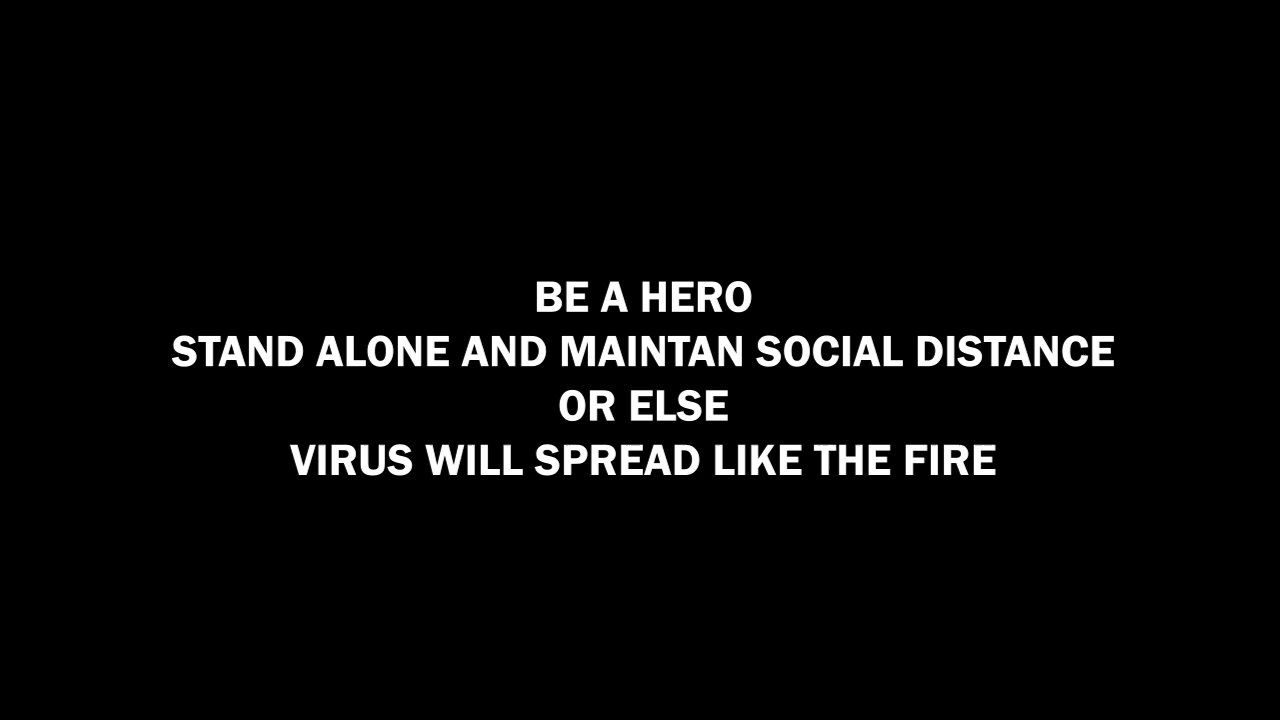 BE A HERO
STAND ALONE AND MAINTAN SOCIAL DISTANCE
OR ELSE
VIRUS WILL SPREAD LIKE THE FIRE